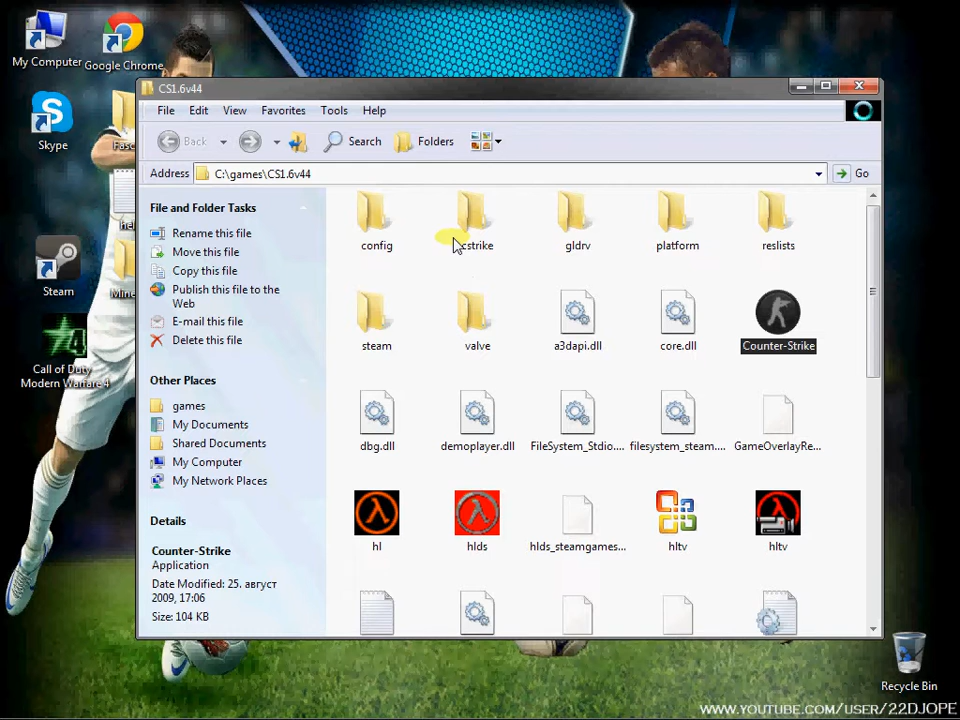 My Computer
Google Chrome
Skype
Steam
Call of Duty
Modern Warfare 4
CS1.6v44
File Edit View Favorites Tools Help
Back Search Folders
Address C:\games\CS1.6v44 Go
File and Folder Tasks
Rename this file
Move this file
Copy this file
Publish this file to the
Web
E-mail this file
Delete this file
Other Places
games
My Documents
Shared Documents
My Computer
My Network Places
Details
Counter-Strike
Application
Date Modified: 25. август
2009, 17:06
Size: 104 KB
config cstrike gldrv platform reslists
steam valve a3dapi.dll core.dll Counter-Strike
dbg.dll demoplayer.dll FileSystem_Stdio.... filesystem_steam.... GameOverlayRe...
hl hlds hlds_steamgames... hltv hltv
Recycle Bin
WWW.YOUTUBE.COM/USER/22DJOPE